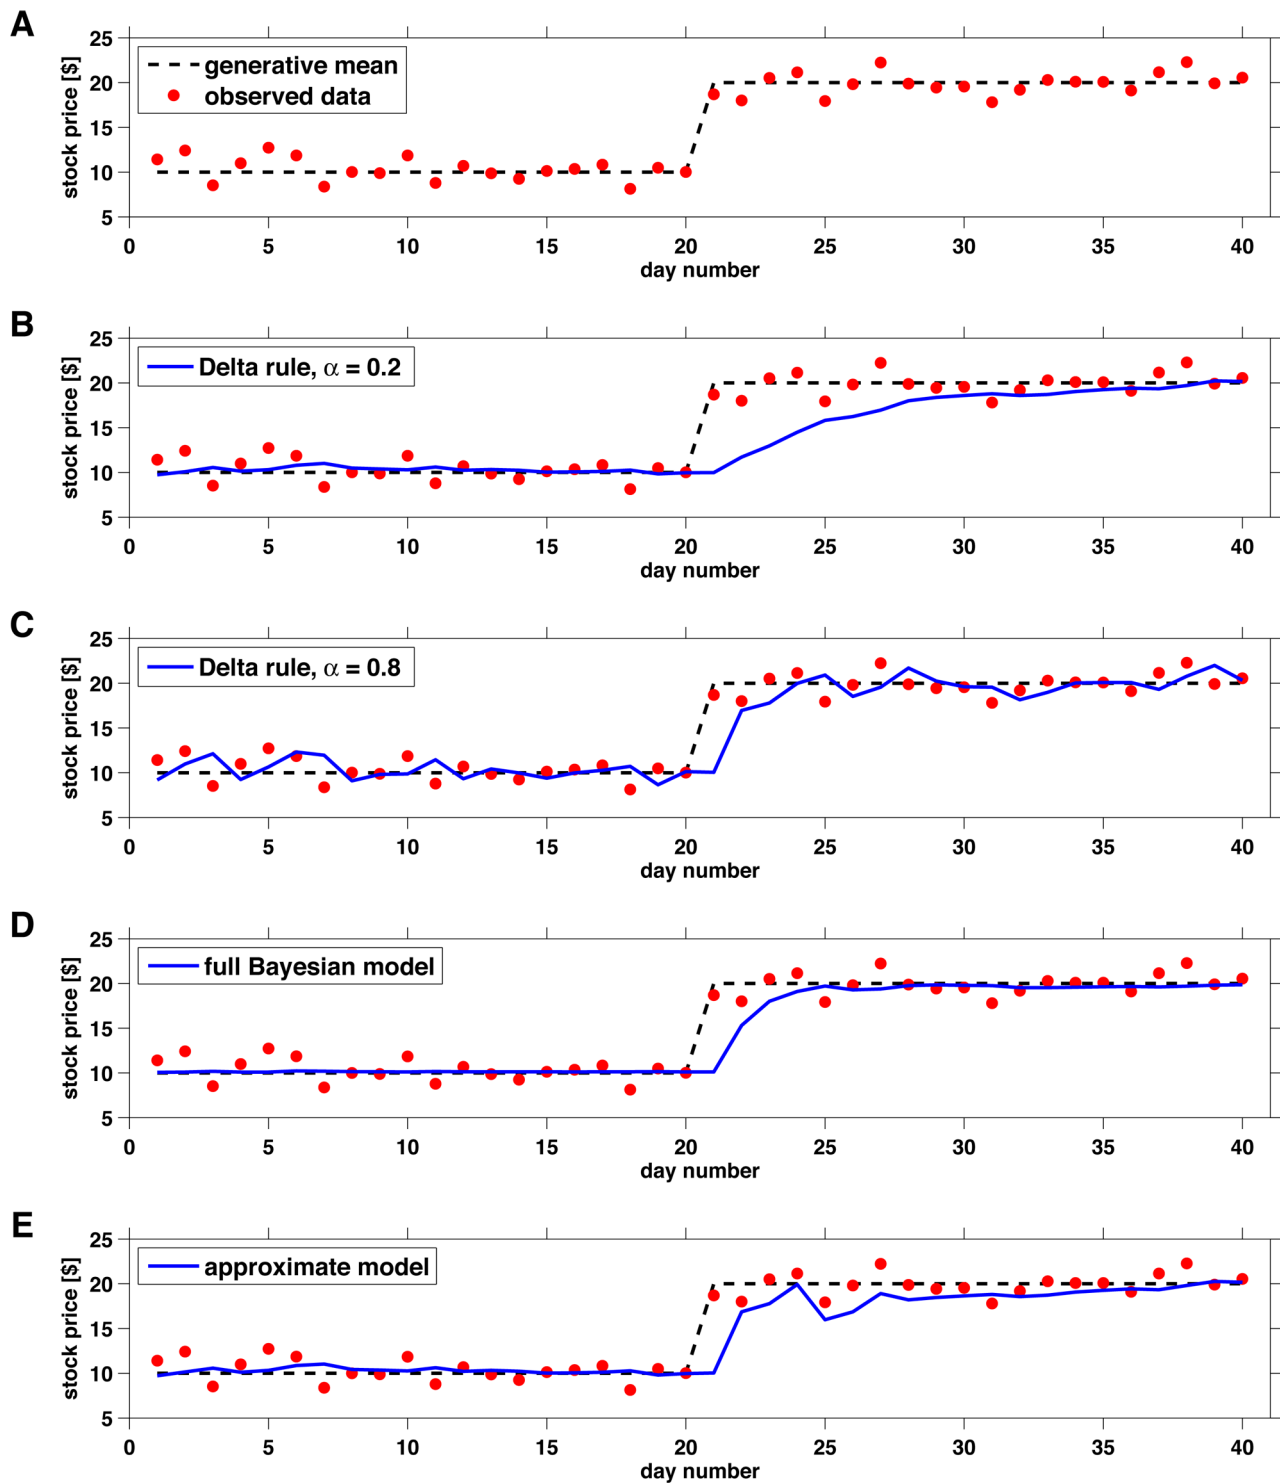 A
25
20
15
10
5
stock price [$]
generative mean
observed data
0 5 10 15 20 25 30 35 40
day number
B
25
20
15
10
5
stock price [$]
Delta rule, α = 0.2
0 5 10 15 20 25 30 35 40
day number
C
25
20
15
10
5
stock price [$]
Delta rule, α = 0.8
0 5 10 15 20 25 30 35 40
day number
D
25
20
15
10
5
stock price [$]
full Bayesian model
0 5 10 15 20 25 30 35 40
day number
E
25
20
15
10
5
stock price [$]
approximate model
0 5 10 15 20 25 30 35 40
day number